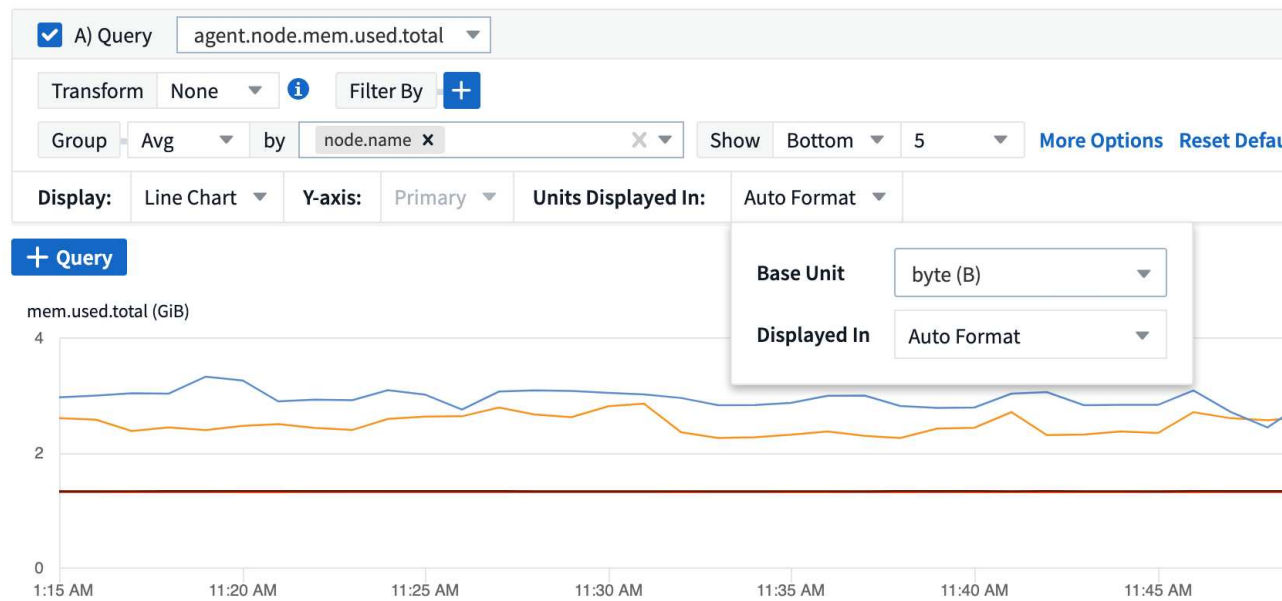 A) Query agent.node.mem.used.total
Transform None i Filter By +
Group Avg by node.name × Show Bottom 5 More Options Reset Defau
Display: Line Chart Y-axis: Primary Units Displayed In: Auto Format
+ Query
Base Unit byte (B)
Displayed In Auto Format
mem.used.total (GiB)
4
2
0
1:15 AM 11:20 AM 11:25 AM 11:30 AM 11:35 AM 11:40 AM 11:45 AM